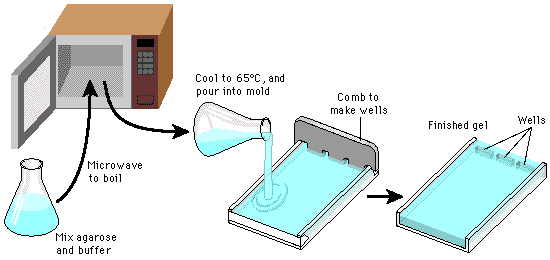 Cool to 65°C, and
pour into mold
Comb to
make wells
Finished gel
Wells
Microwave
to boil
Mix agarose
and buffer